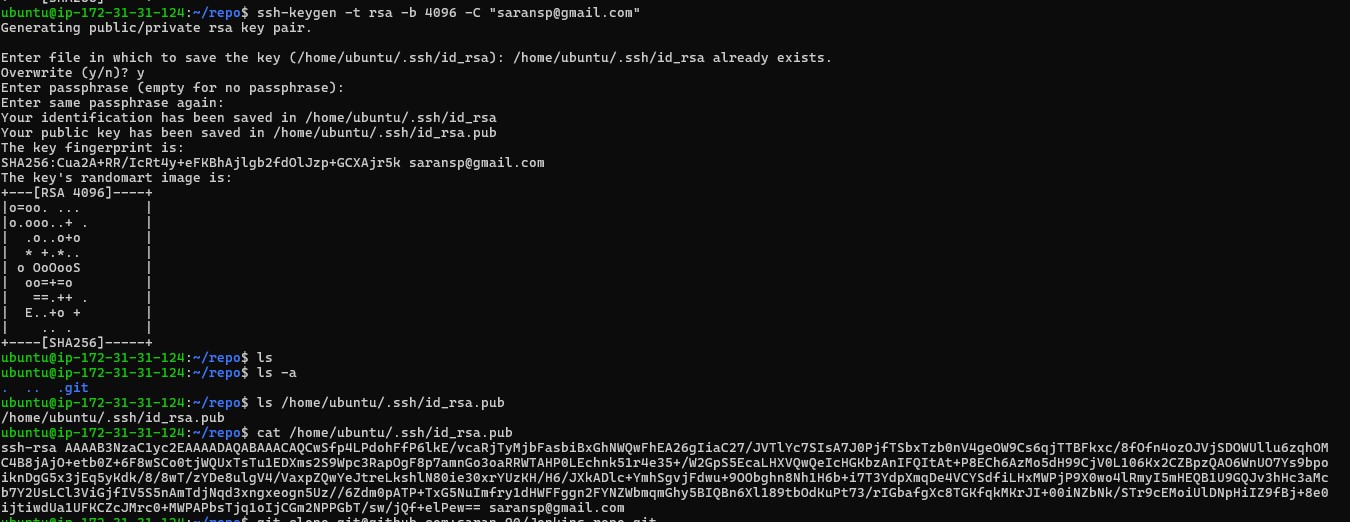 ubuntu@ip-172-31-31-124:~/repo$ ssh-keygen -t rsa -b 4096 -C "saransp@gmail.com"
Generating public/private rsa key pair.
Enter file in which to save the key (/home/ubuntu/.ssh/id_rsa): /home/ubuntu/.ssh/id_rsa already exists.
Overwrite (y/n)? y
Enter passphrase (empty for no passphrase):
Enter same passphrase again:
Your identification has been saved in /home/ubuntu/.ssh/id_rsa
Your public key has been saved in /home/ubuntu/.ssh/id_rsa.pub
The key fingerprint is:
SHA256:Cua2A+RR/IcRt4y+eFKBhAjlgb2fdOlJzp+GCXAjr5k saransp@gmail.com
The key's randomart image is:
+---[RSA 4096]----+
|o=oo. ...        |
|o.ooo..+ .       |
|  .o..o+o        |
|  * +.*..        |
| o OoOooS        |
|  oo=+=o         |
|   ==.++ .       |
|  E..+o +        |
|    .. .         |
+----[SHA256]-----+
ubuntu@ip-172-31-31-124:~/repo$ ls
ubuntu@ip-172-31-31-124:~/repo$ ls -a
.  ..  .git
ubuntu@ip-172-31-31-124:~/repo$ ls /home/ubuntu/.ssh/id_rsa.pub
/home/ubuntu/.ssh/id_rsa.pub
ubuntu@ip-172-31-31-124:~/repo$ cat /home/ubuntu/.ssh/id_rsa.pub
ssh-rsa AAAAB3NzaC1yc2EAAAADAQABAAACAQCwSfp4LPdohFfP6lkE/vcaRjTyMjbFasbiBxGhNWQwFhEA26gIiaC27/JVTlYc7SIsA7J0PjfTSbxTzb0nV4geOW9Cs6qjTTBFkxc/8fOfn4ozOJVjSDOWUllu6zqhOM
C4B8jAjO+etb0Z+6F8wSCo0tjWQUxTsTu1EDXms2S9Wpc3RapOgF8p7amnGo3oaRRWTAHP0LEchnk51r4e35+/W2GpS5EcaLHXVQwQeIcHGKbzAnIFQItAt+P8ECh6AzMo5dH99CjV0L106Kx2CZBpzQAO6WnUO7Ys9bpo
iknDgG5x3jEq5yKdk/8/8wT/zYDe8ulgV4/VaxpZQwYeJtreLkshlN80ie30xrYUzKH/H6/JXkADlc+YmhSgvjFdwu+9OObghn8Nh1H6b+i7T3YdpXmqDe4VCYSdfiLHxMWPjP9X0wo4lRmyI5mHEQB1U9GQJv3hHc3aMc
b7Y2UsLCl3ViGjfIV5S5nAmTdjNqd3xngxeogn5Uz//6Zdm0pATP+TxG5NuImfry1dHWFFggn2FYNZWbmqmGhy5BIQBn6Xl189tbOdKuPt73/rIGbafgXc8TGKfqkMKrJI+00iNZbNk/STr9cEMoiUlDNpHiIZ9fBj+8e0
ijtiwdUa1UFKCZcJMrc0+MWPAPbsTjq1oIjCGm2NPPGbT/sw/jQf+elPew== saransp@gmail.com